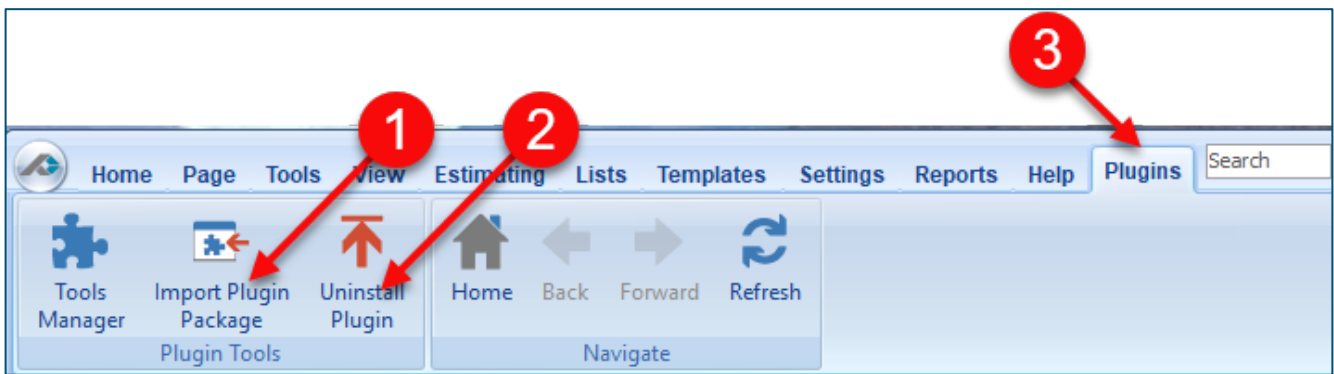 3
1
2
Home Page Tools View Estimating Lists Templates Settings Reports Help Plugins Search
Tools Manager
Import Plugin Package
Uninstall Plugin
Home Back Forward Refresh
Plugin Tools
Navigate